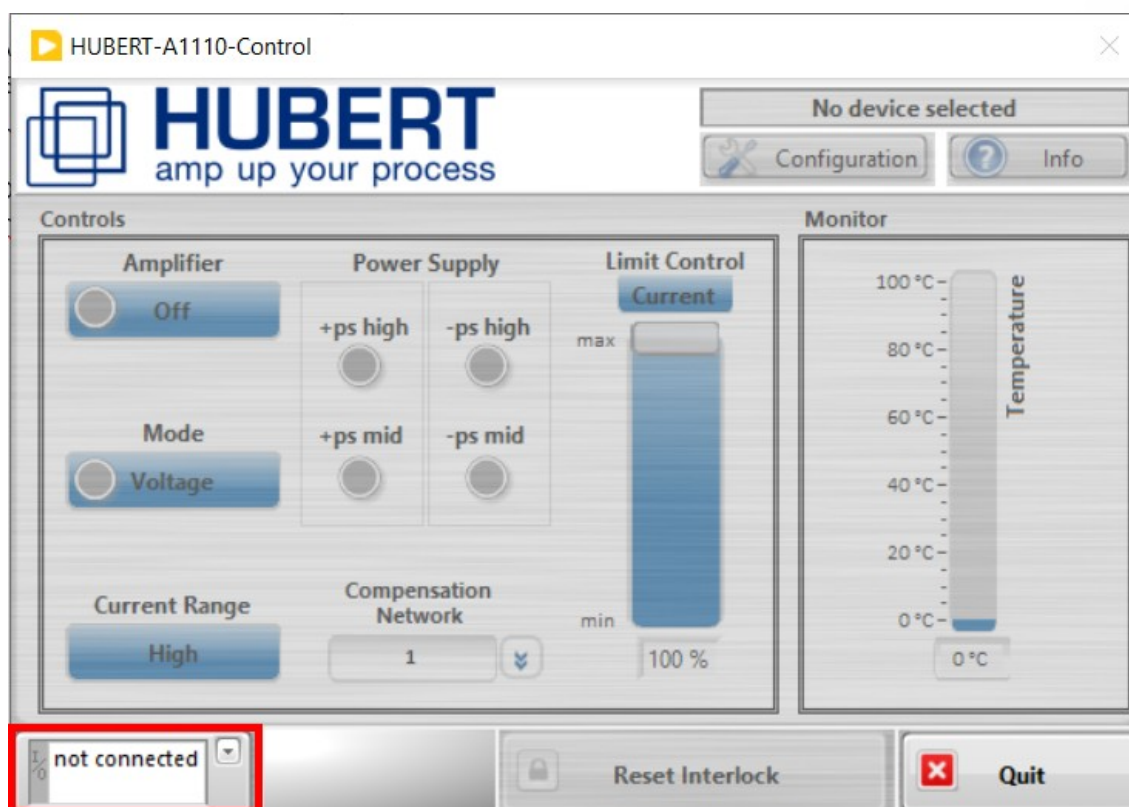 HUBERT-A1110-Control
HUBERT
amp up your process
No device selected
Configuration
Info
Controls
Monitor
Amplifier
Off
Power Supply
+ps high
-ps high
+ps mid
-ps mid
Limit Control
Current
max
min
100 %
Mode
Voltage
Current Range
High
Compensation
Network
1
100 °C
80 °C
60 °C
40 °C
20 °C
0 °C
Temperature
0 °C
I/O
not connected
Reset Interlock
Quit